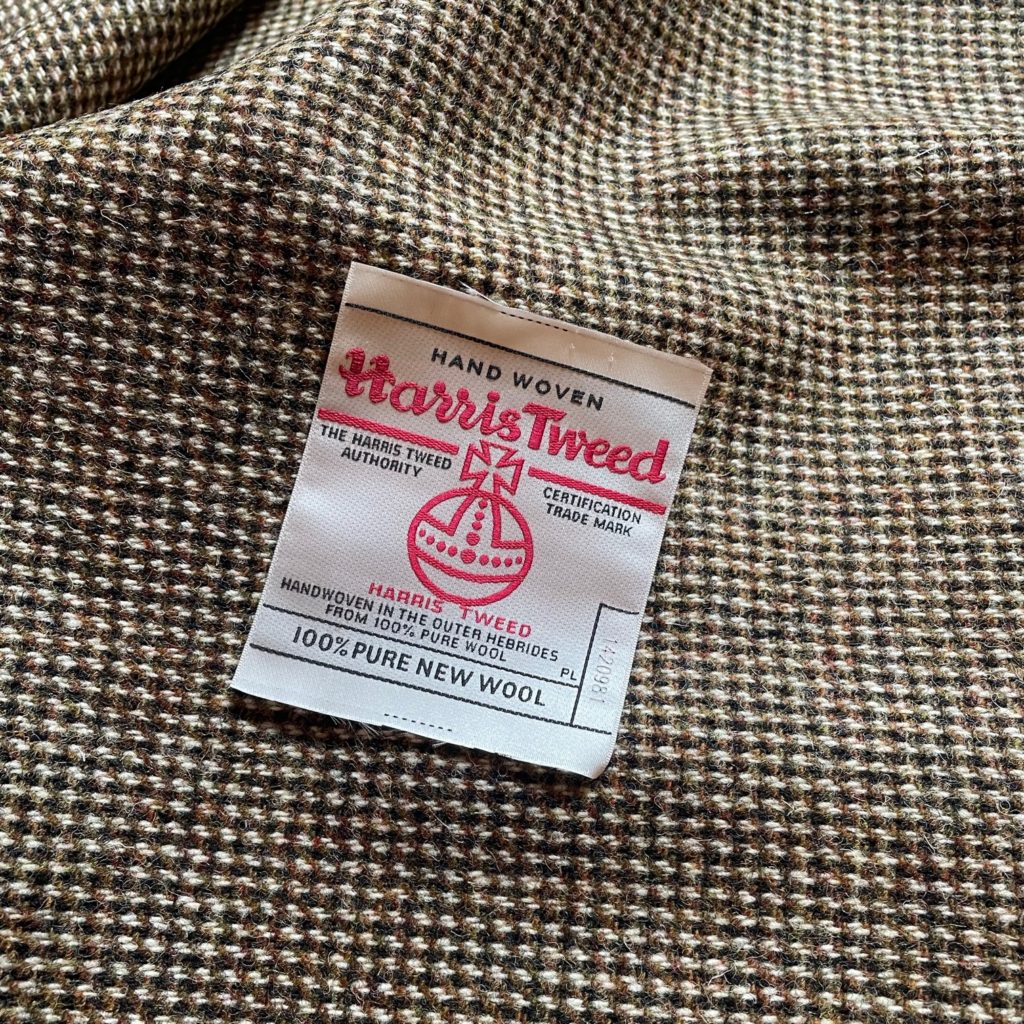 HAND WOVEN
Harris Tweed
THE HARRIS TWEED
AUTHORITY
CERTIFICATION
TRADE MARK
HARRIS TWEED
HANDWOVEN IN THE OUTER HEBRIDES
FROM 100% PURE WOOL
PL
100% PURE NEW WOOL
1420981